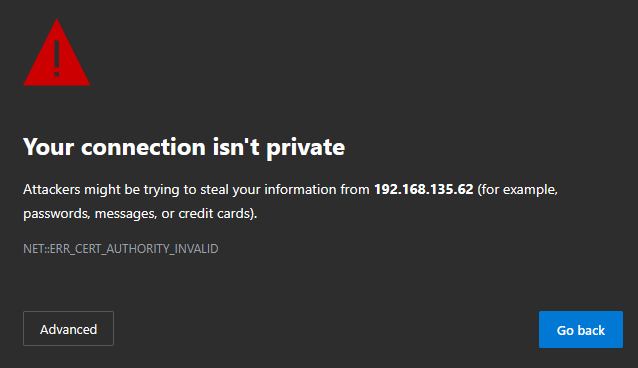 Your connection isn't private
Attackers might be trying to steal your information from 192.168.135.62 (for example,
passwords, messages, or credit cards).
NET::ERR_CERT_AUTHORITY_INVALID
Advanced
Go back